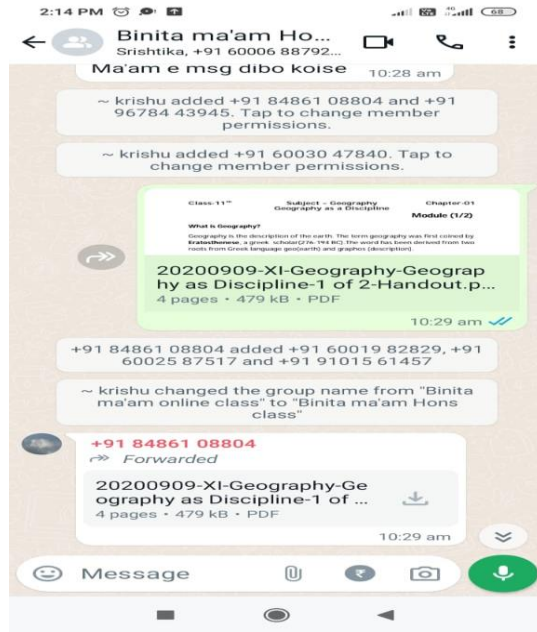 2:14 PM
4G
68
Binita ma'am Ho...
Srishtika, +91 60006 88792...
Ma'am e msg dibo koise 10:28 am
~ krishu added +91 84861 08804 and +91
96784 43945. Tap to change member
permissions.
~ krishu added +91 60030 47840. Tap to
change member permissions.
Class-11th Subject - Geography Chapter-01
Geography as a Discipline
Module (1/2)
What is Geography?
Geography is the description of the earth. The term geography was first coined by
Eratosthenese, a greek scholar(276-194 BC). The word has been derived from two
roots from Greek language geo(earth) and graphos (description).
20200909-XI-Geography-Geograp
hy as Discipline-1 of 2-Handout.p...
4 pages • 479 kB • PDF
10:29 am
+91 84861 08804 added +91 60019 82829, +91
60025 87517 and +91 91015 61457
~ krishu changed the group name from "Binita
ma'am online class" to "Binita ma'am Hons
class"
+91 84861 08804
Forwarded
20200909-XI-Geography-Ge
ography as Discipline-1 of ...
4 pages • 479 kB • PDF
10:29 am
Message